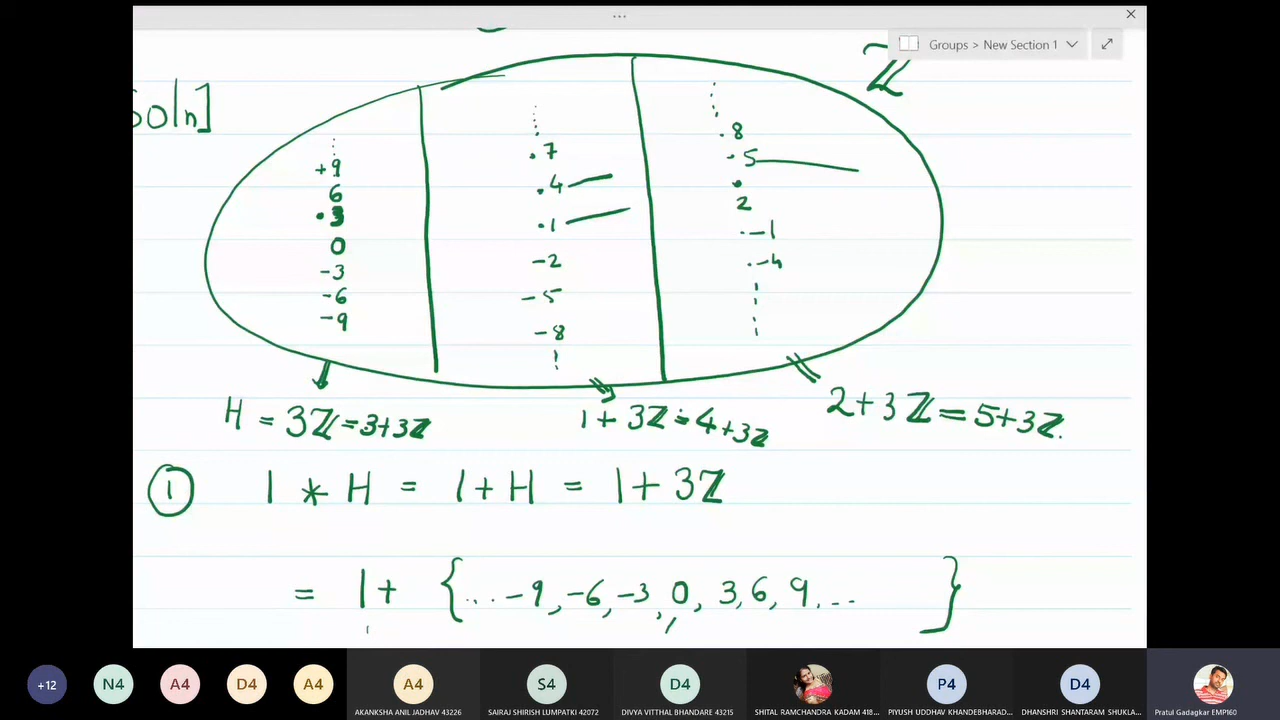 ...
Groups > New Section 1
ℤ
Soln]
+9
6
3
0
-3
-6
-9
7
4
1
-2
-5
-8
8
5
2
-1
-4
H = 3ℤ = 3+3ℤ
1 + 3ℤ = 4+3ℤ
2+3ℤ = 5+3ℤ.
① 1 * H = 1 + H = 1 + 3ℤ
= 1 + { ... -9, -6, -3, 0, 3, 6, 9, ... }
+12
N4
A4
D4
A4
A4
S4
D4
P4
D4
AKANKSHA ANIL JADHAV 43226
SAIRAJ SHIRISH LUMPATKI 42072
DIVYA VITTHAL BHANDARE 43215
SHITAL RAMCHANDRA KADAM 418...
PIYUSH UDDHAV KHANDEBHARAD...
DHANSHRI SHANTARAM SHUKLA...
Pratul Gadagkar EMP160